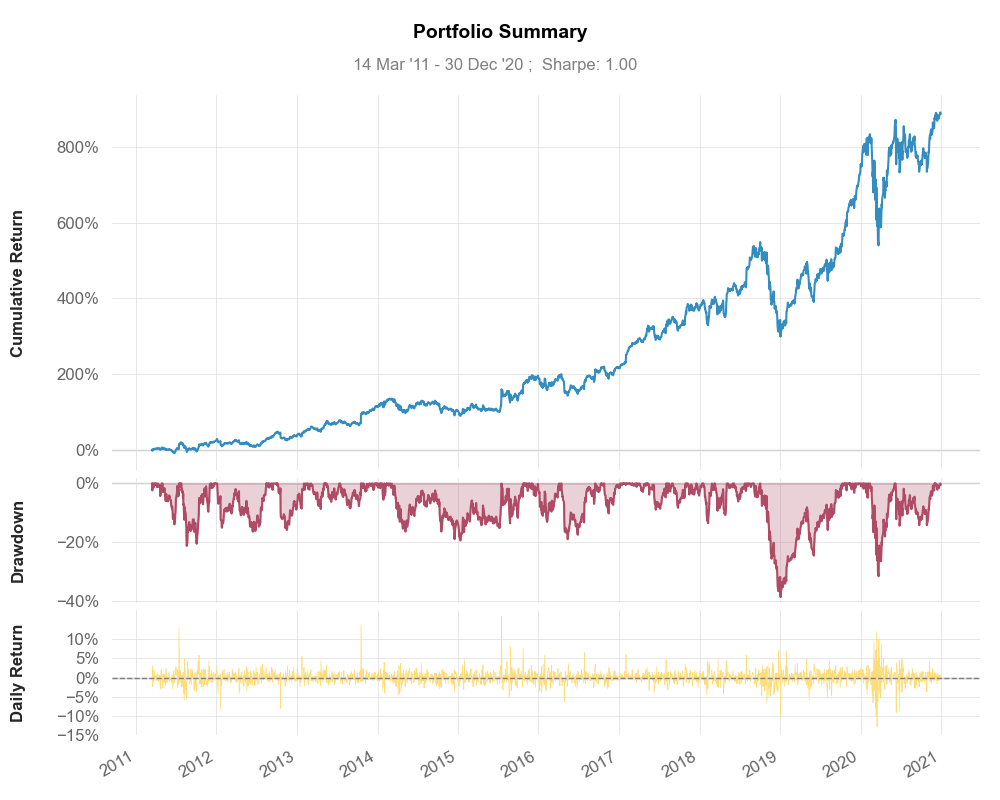 Portfolio Summary
14 Mar '11 - 30 Dec '20 ;  Sharpe: 1.00
Cumulative Return
800%
600%
400%
200%
0%
Drawdown
0%
−20%
−40%
Daily Return
10%
5%
0%
−5%
−10%
−15%
2011 2012 2013 2014 2015 2016 2017 2018 2019 2020 2021